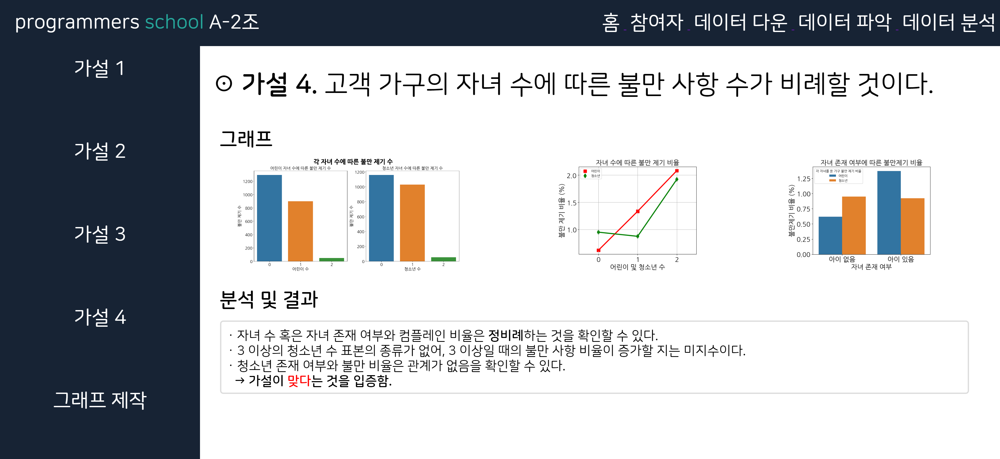 programmers school A-2조
홈 참여자 데이터 다운 데이터 파악 데이터 분석
가설 1
가설 2
가설 3
가설 4
그래프 제작
⊙ 가설 4. 고객 가구의 자녀 수에 따른 불만 사항 수가 비례할 것이다.
그래프
각 자녀 수에 따른 불만 제기 수
어린이 자녀 수에 따른 불만 제기 수
불만 제기 수
1200
1000
800
600
400
200
0
0 1 2
어린이 수
청소년 자녀 수에 따른 불만 제기 수
불만 제기 수
1200
1000
800
600
400
200
0
0 1 2
청소년 수
자녀 수에 따른 불만 제기 비율
어린이
청소년
불만 제기 비율 (%)
2.0
1.5
1.0
0 1 2
어린이 및 청소년 수
자녀 존재 여부에 따른 불만제기 비율
각 자녀를 둔 가구 불만 제기 비율
어린이
청소년
불만제기 비율 (%)
1.25
1.00
0.75
0.50
0.25
0.00
아이 없음 아이 있음
자녀 존재 여부
분석 및 결과
· 자녀 수 혹은 자녀 존재 여부와 컴플레인 비율은 정비례하는 것을 확인할 수 있다.
· 3 이상의 청소년 수 표본의 종류가 없어, 3 이상일 때의 불만 사항 비율이 증가할 지는 미지수이다.
· 청소년 존재 여부와 불만 비율은 관계가 없음을 확인할 수 있다.
→ 가설이 맞다는 것을 입증함.